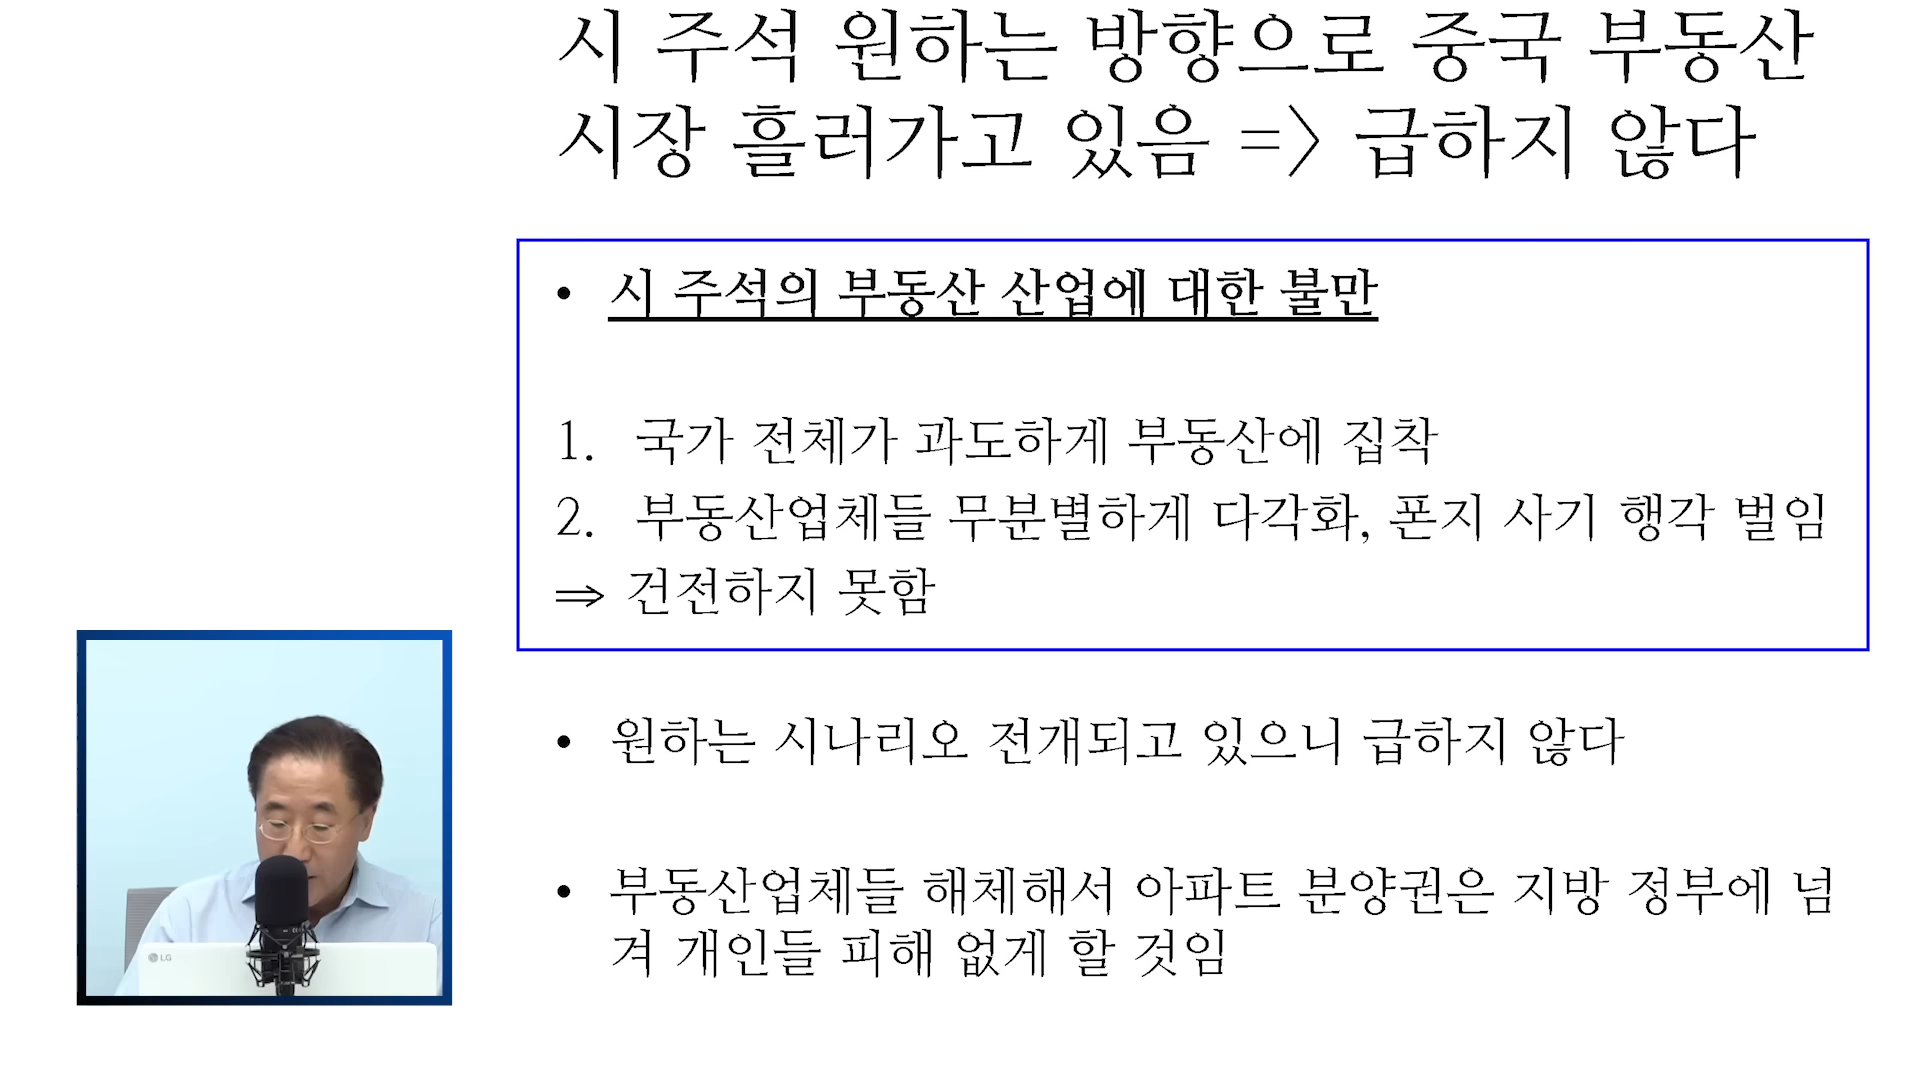 시 주석 원하는 방향으로 중국 부동산
시장 흘러가고 있음 => 급하지 않다
• 시 주석의 부동산 산업에 대한 불만
1. 국가 전체가 과도하게 부동산에 집착
2. 부동산업체들 무분별하게 다각화, 폰지 사기 행각 벌임
⇒ 건전하지 못함
• 원하는 시나리오 전개되고 있으니 급하지 않다
• 부동산업체들 해체해서 아파트 분양권은 지방 정부에 넘
겨 개인들 피해 없게 할 것임
LG